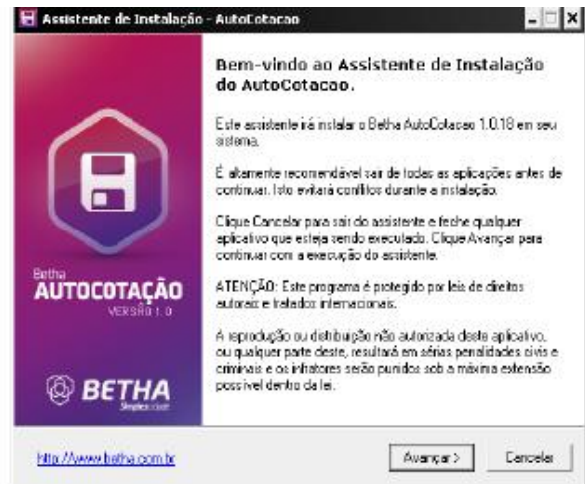 Assistente de Instalação - AutoCotacao
Bem-vindo ao Assistente de Instalação
do AutoCotacao.
Este assistente irá instalar o Betha AutoCotacao 1.0.18 em seu
sistema.
É altamente recomendável sair de todas as aplicações antes de
continuar. Isto evitará conflitos durante a instalação.
Clique Cancelar para sair do assistente e feche qualquer
aplicativo que esteja sendo executado. Clique Avançar para
continuar com a execução do assistente.
ATENÇÃO: Este programa é protegido por leis de direitos
autorais e tratados internacionais.
A reprodução ou distribuição não autorizada deste aplicativo,
ou qualquer parte deste, resultará em sérias penalidades civis e
criminais e os infratores serão punidos sob a máxima extensão
possível dentro da lei.
Betha
AUTOCOTAÇÃO
VERSÃO 1.0
BETHA
http://www.betha.com.br
Avançar >
Cancelar